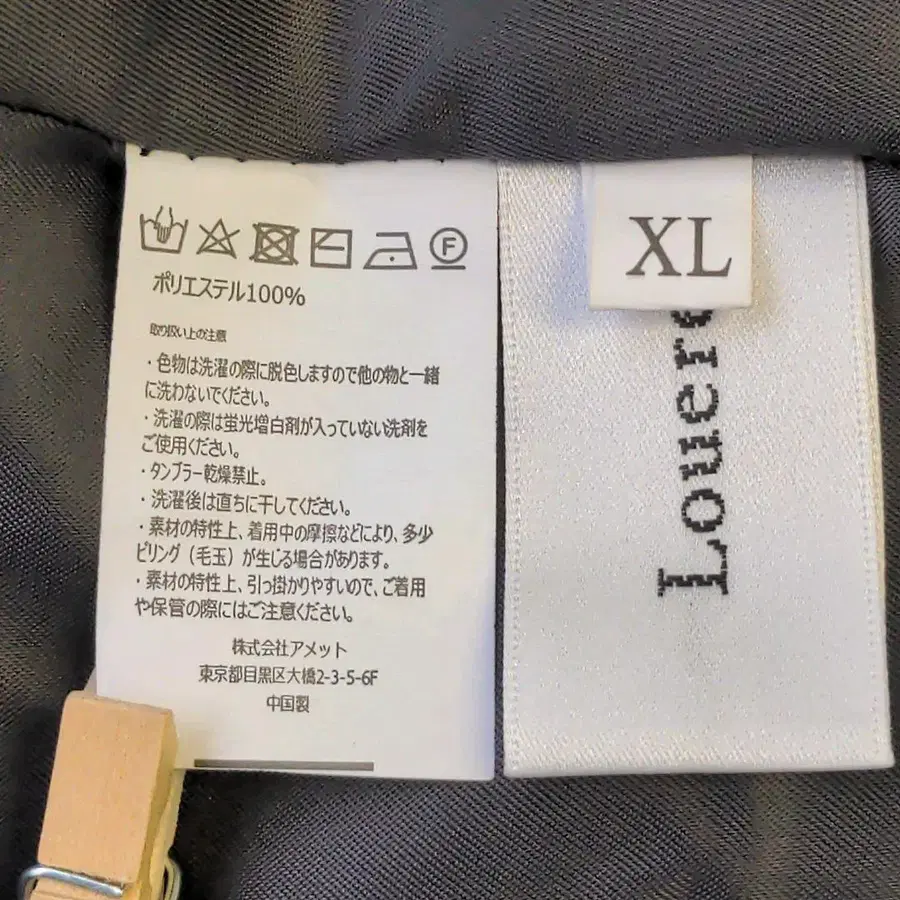 F
ポリエステル100%
取り扱い上の注意
・色物は洗濯の際に脱色しますので他の物と一緒
に洗わないでください。
・洗濯の際は蛍光増白剤が入っていない洗剤を
ご使用ください。
・タンブラー乾燥禁止。
・洗濯後は直ちに干してください。
・素材の特性上、着用中の摩擦などにより、多少
ピリング（毛玉）が生じる場合があります。
・素材の特性上、引っ掛かりやすいので、ご着用
や保管の際にはご注意ください。
株式会社アメット
東京都目黒区大橋2-3-5-6F
中国製
XL